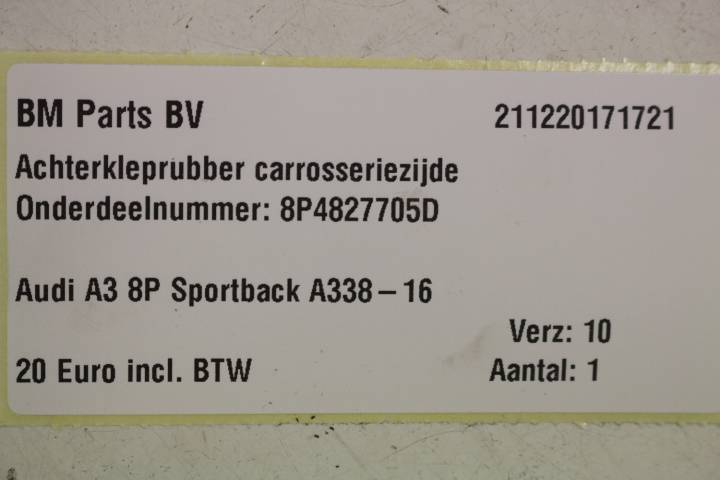 BM Parts BV 211220171721
Achterkleprubber carrosseriezijde
Onderdeelnummer: 8P4827705D
Audi A3 8P Sportback A338 – 16
Verz: 10
20 Euro incl. BTW Aantal: 1